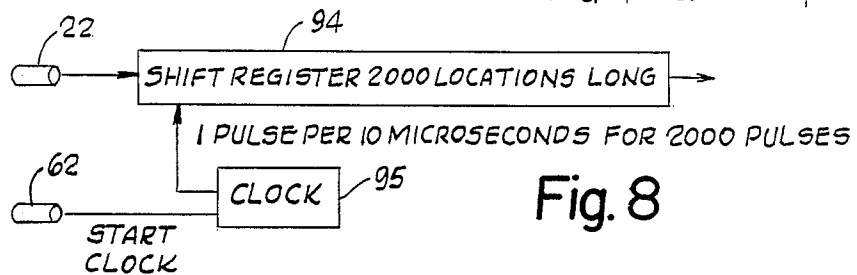 94
22
SHIFT REGISTER 2000 LOCATIONS LONG
1 PULSE PER 10 MICROSECONDS FOR 2000 PULSES
62
CLOCK
95
START
CLOCK
Fig. 8